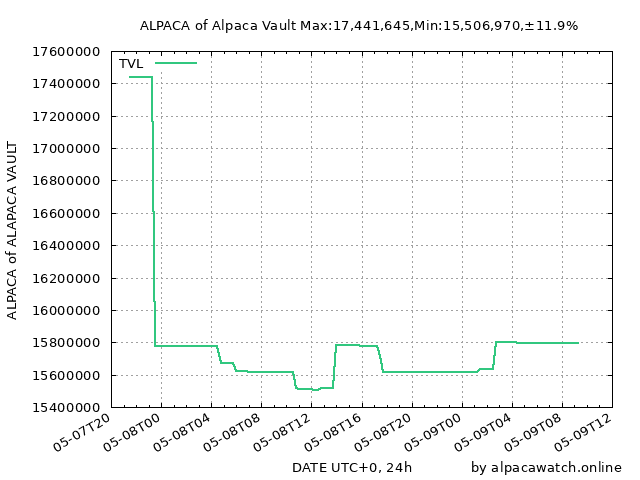 ALPACA of Alpaca Vault Max:17,441,645,Min:15,506,970,±11.9%
TVL
17600000
17400000
17200000
17000000
16800000
16600000
16400000
16200000
16000000
15800000
15600000
15400000
ALPACA of ALAPACA VAULT
05-07T20
05-08T00
05-08T04
05-08T08
05-08T12
05-08T16
05-08T20
05-09T00
05-09T04
05-09T08
05-09T12
DATE UTC+0, 24h
by alpacawatch.online